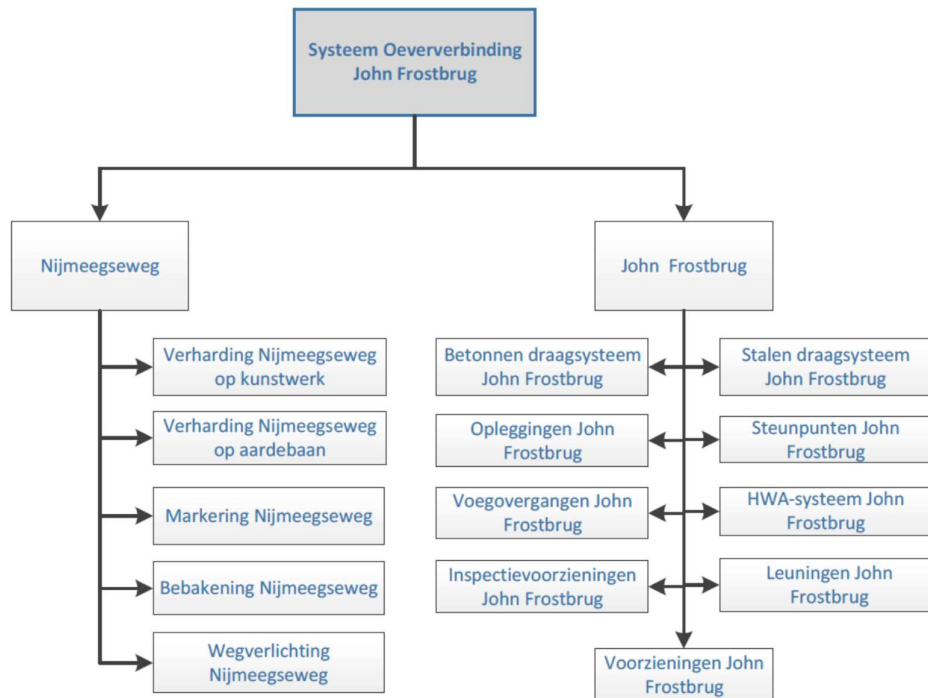 Systeem Oeververbinding
John Frostbrug
Nijmeegseweg
John Frostbrug
Verharding Nijmeegseweg
op kunstwerk
Verharding Nijmeegseweg
op aardebaan
Markering Nijmeegseweg
Bebakening Nijmeegseweg
Wegverlichting
Nijmeegseweg
Betonnen draagsysteem
John Frostbrug
Stalen draagsysteem
John Frostbrug
Opleggingen John
Frostbrug
Steunpunten John
Frostbrug
Voegovergangen John
Frostbrug
HWA-systeem John
Frostbrug
Inspectievoorzieningen
John Frostbrug
Leuningen John
Frostbrug
Voorzieningen John
Frostbrug